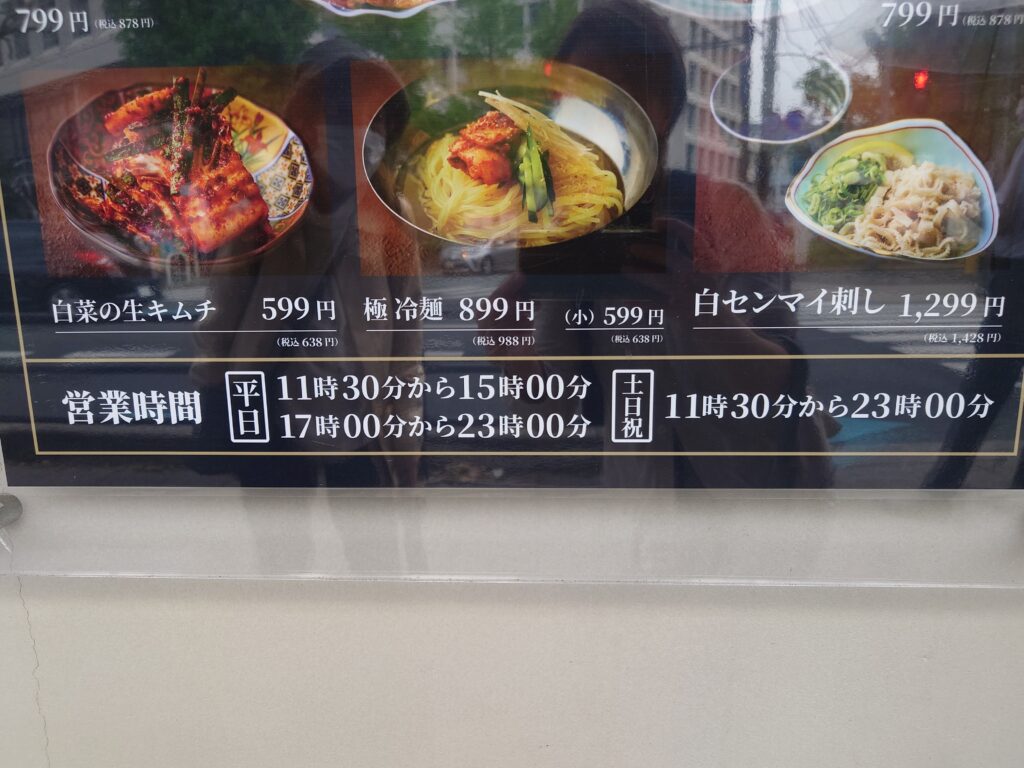 799円(税込 878円)
799円(税込 878円)
白菜の生キムチ 599円
(税込 638円)
極 冷麺 899円 (小) 599円
(税込 988円) (税込 638円)
白センマイ刺し 1,299円
(税込 1,428円)
営業時間
平日
11時30分から15時00分
17時00分から23時00分
土日祝
11時30分から23時00分